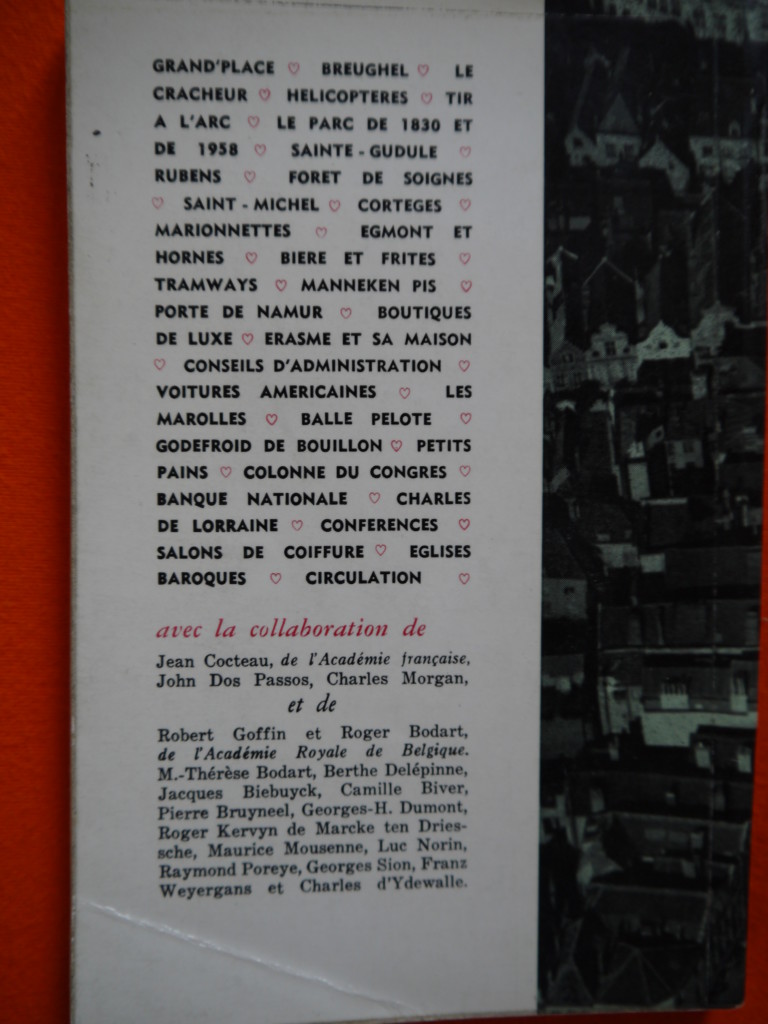 GRAND'PLACE ♡ BREUGHEL ♡ LE
CRACHEUR ♡ HELICOPTERES ♡ TIR
A L'ARC ♡ LE PARC DE 1830 ET
DE 1958 ♡ SAINTE-GUDULE ♡
RUBENS ♡ FORET DE SOIGNES
♡ SAINT-MICHEL ♡ CORTEGES ♡
MARIONNETTES ♡ EGMONT ET
HORNES ♡ BIERE ET FRITES ♡
TRAMWAYS ♡ MANNEKEN PIS ♡
PORTE DE NAMUR ♡ BOUTIQUES
DE LUXE ♡ ERASME ET SA MAISON
♡ CONSEILS D'ADMINISTRATION ♡
VOITURES AMERICAINES ♡ LES
MAROLLES ♡ BALLE PELOTE ♡
GODEFROID DE BOUILLON ♡ PETITS
PAINS ♡ COLONNE DU CONGRES ♡
BANQUE NATIONALE ♡ CHARLES
DE LORRAINE ♡ CONFERENCES ♡
SALONS DE COIFFURE ♡ EGLISES
BAROQUES ♡ CIRCULATION ♡
avec la collaboration de
Jean Cocteau, de l'Académie française,
John Dos Passos, Charles Morgan,
et de
Robert Goffin et Roger Bodart,
de l'Académie Royale de Belgique.
M.-Thérèse Bodart, Berthe Delépinne,
Jacques Biebuyck, Camille Biver,
Pierre Bruyneel, Georges-H. Dumont,
Roger Kervyn de Marcke ten Dries-
sche, Maurice Mousenne, Luc Norin,
Raymond Poreye, Georges Sion, Franz
Weyergans et Charles d'Ydewalle.